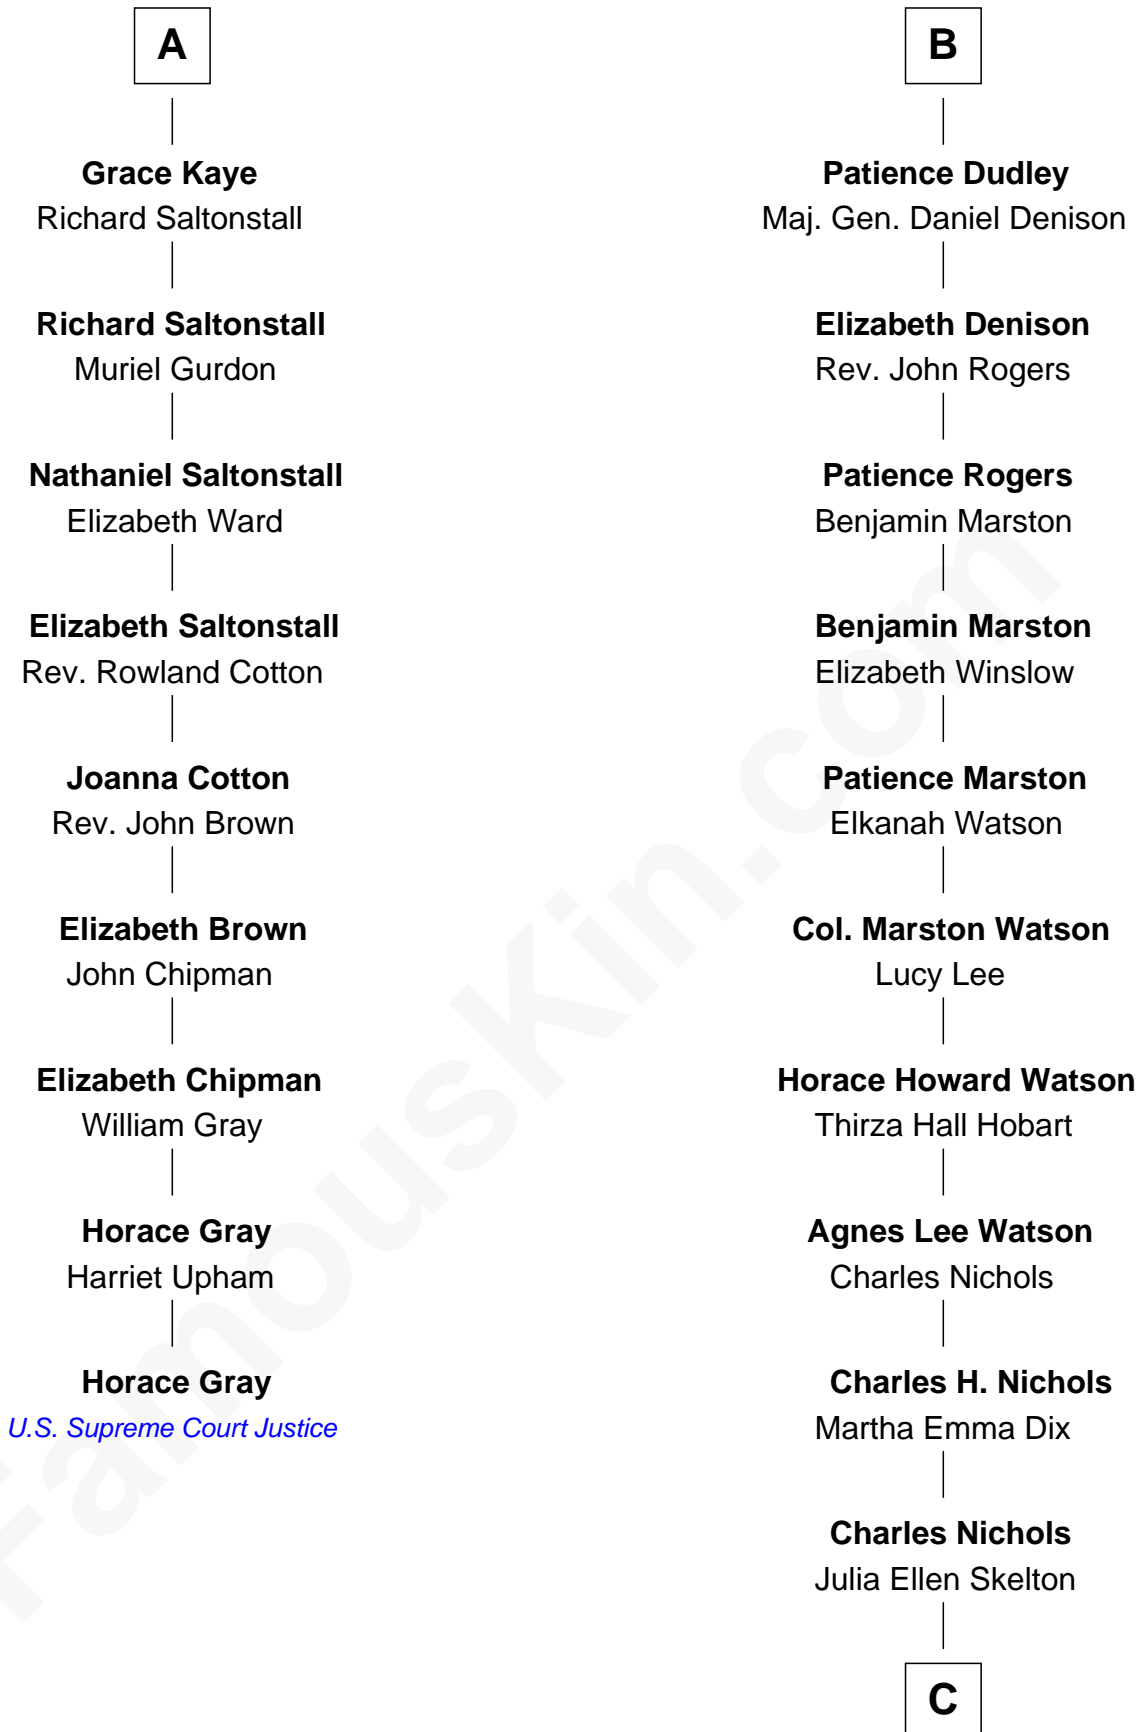 A
Grace Kaye
Richard Saltonstall
Richard Saltonstall
Muriel Gurdon
Nathaniel Saltonstall
Elizabeth Ward
Elizabeth Saltonstall
Rev. Rowland Cotton
Joanna Cotton
Rev. John Brown
Elizabeth Brown
John Chipman
Elizabeth Chipman
William Gray
Horace Gray
Harriet Upham
Horace Gray
U.S. Supreme Court Justice
B
Patience Dudley
Maj. Gen. Daniel Denison
Elizabeth Denison
Rev. John Rogers
Patience Rogers
Benjamin Marston
Benjamin Marston
Elizabeth Winslow
Patience Marston
Elkanah Watson
Col. Marston Watson
Lucy Lee
Horace Howard Watson
Thirza Hall Hobart
Agnes Lee Watson
Charles Nichols
Charles H. Nichols
Martha Emma Dix
Charles Nichols
Julia Ellen Skelton
C
FamousKin.com